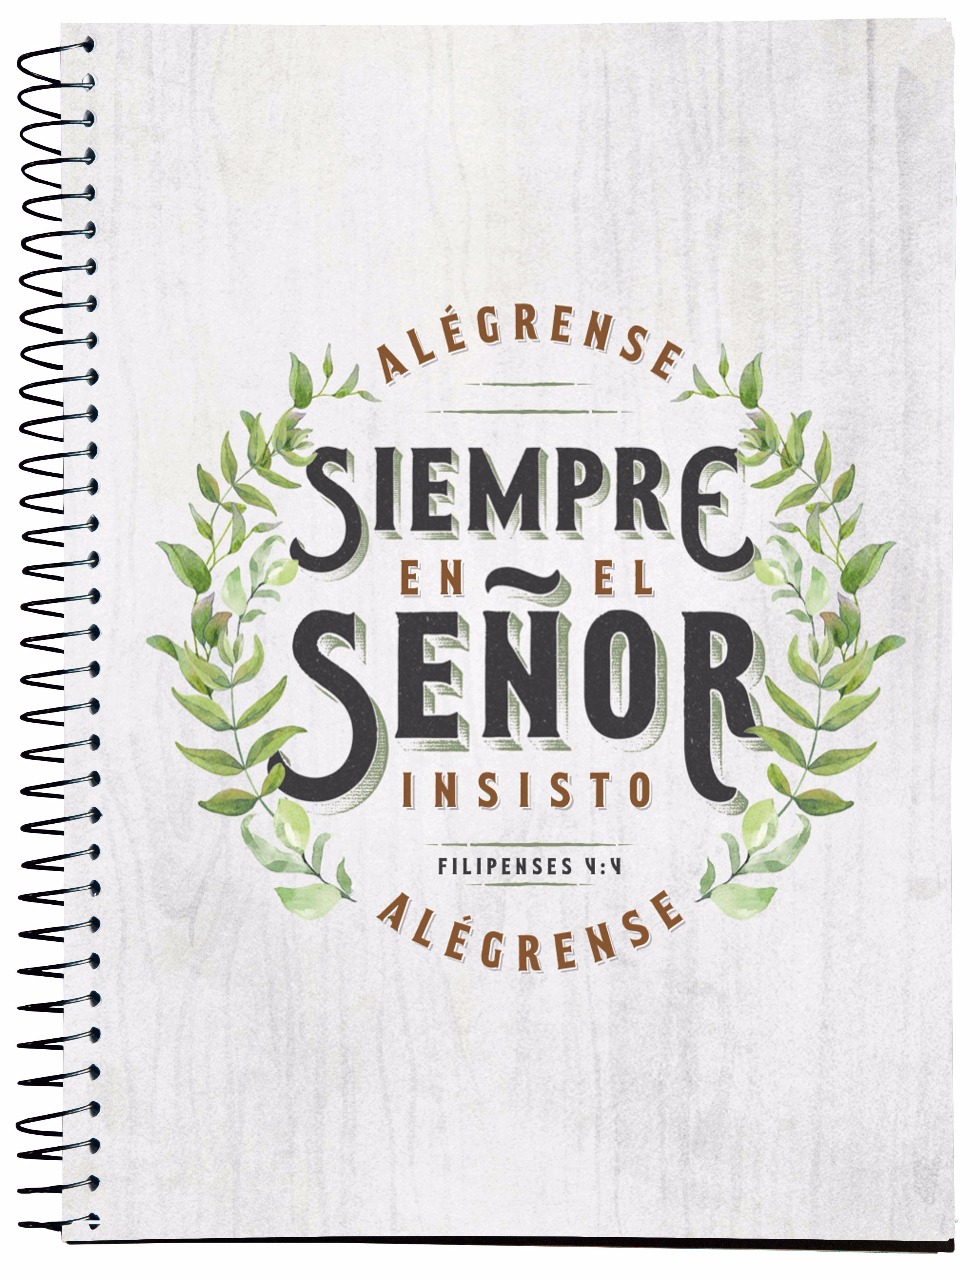 ALÉGRENSE
SIEMPRE
EN EL
SEÑOR
INSISTO
FILIPENSES 4:4
ALÉGRENSE